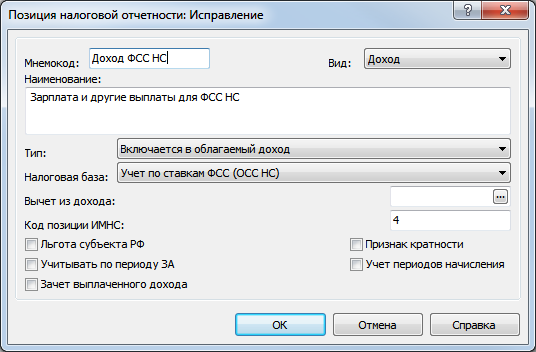 Позиция налоговой отчетности: Исправление
Мнемокод: Доход ФСС НС Вид: Доход
Наименование:
Зарплата и другие выплаты для ФСС НС
Тип: Включается в облагаемый доход
Налоговая база: Учет по ставкам ФСС (ОСС НС)
Вычет из дохода: ...
Код позиции ИМНС: 4
Льгота субъекта РФ Признак кратности
Учитывать по периоду ЗА Учет периодов начисления
Зачет выплаченного дохода
ОК Отмена Справка